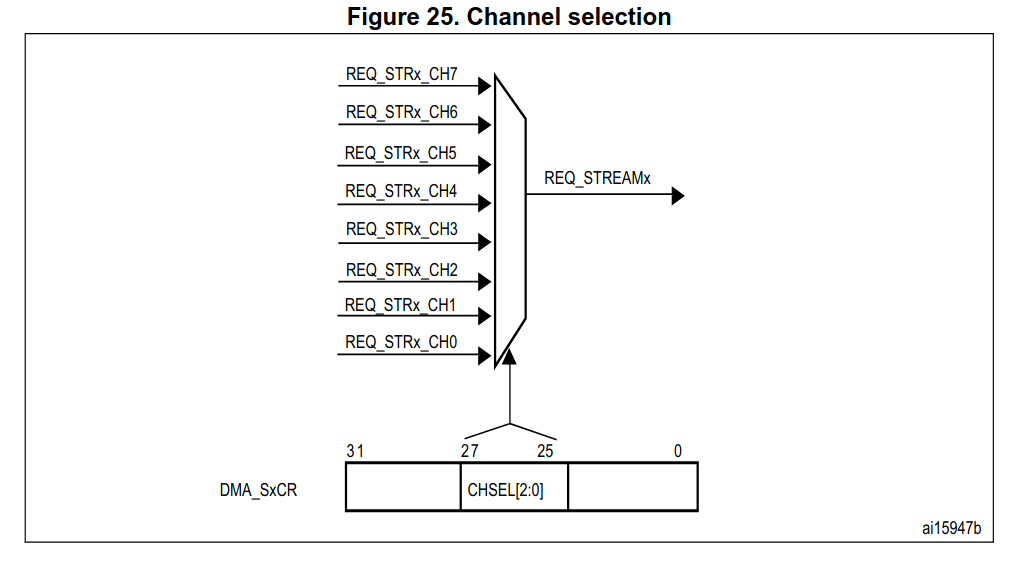 Figure 25. Channel selection
REQ_STRx_CH7
REQ_STRx_CH6
REQ_STRx_CH5
REQ_STRx_CH4
REQ_STRx_CH3
REQ_STRx_CH2
REQ_STRx_CH1
REQ_STRx_CH0
REQ_STREAMx
31 27 25 0
DMA_SxCR CHSEL[2:0]
ai15947b